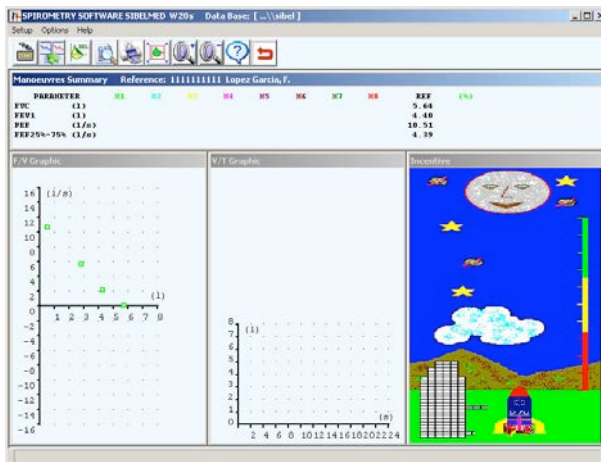 SPIROMETRY SOFTWARE SIBELMED W20s Data Base: [ ..\\sibel ]
Setup Options Help
Manoeuvres Summary Reference: 1111111111 Lopez Garcia, F.
PARAMETER M1 M2 M3 M4 M5 M6 M7 M8 REF (%)
FVC (l) 5.64
FEV1 (l) 4.40
PEF (l/s) 10.51
FEF25%-75% (l/s) 4.39
F/V Graphic
16
(l/s)
14
12
10
8
6
4
2
(l)
0
1 2 3 4 5 6 7 8
-2
-4
-6
-8
-10
-12
-14
-16
V/T Graphic
8
(l)
7
6
5
4
3
2
1
(s)
0
2 4 6 8 10 12 14 16 18 20 22 24
Incentive